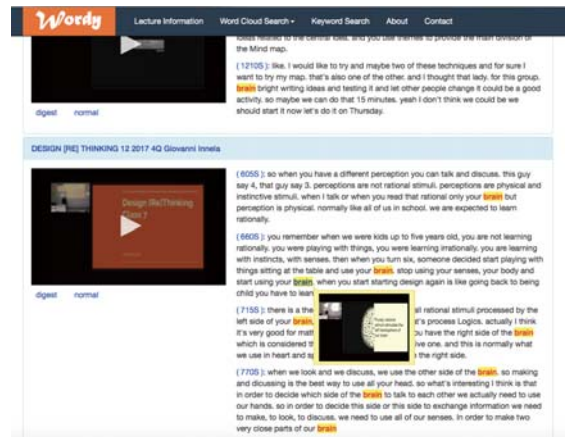 Wordy Lecture Information Word Cloud Search Keyword Search About Contact
ideas related to the central idea. and you use themes to provide the main division of
the Mind map.
(1210S ): like. I would like to try and maybe two of these techniques and for sure I
want to try my map. that's also one of the other. and I thought that lady. for this group.
brain bright writing ideas and testing it and let other people change it could be a good
activity. so maybe we can do that 15 minutes. yeah I don't think we could be we
should start it now let's do it on Thursday.
digest normal
DESIGN [RE] THINKING 12 2017 4Q Giovanni Innela
(605S ): so when you have a different perception you can talk and discuss. this guy
say 4, that guy say 3. perceptions are not rational stimuli. perceptions are physical and
instinctive stimuli. when I talk or when you read that rational only your brain but
perception is physical. normally like all of us in school. we are expected to learn
rationally.
Design (Re)Thinking
Class 7
(660S ): you remember when we were kids up to five years old, you are not learning
rationally. you were playing with things, you were learning irrationally. you are learning
with instincts, with senses. then when you turn six, someone decided start playing with
things sitting at the table and use your brain. stop using your senses, your body and
start using your brain. when you start starting design again is like going back to being
child you have to lear
digest normal
(715S ): there is a the all rational stimuli processed by the
left side of your brain, t's process Logics. actually I think
it's very good for mat ou have the right side of the brain
which is considered th ive one. and this is normally what
we use in heart and sp the right side.
(770S ): when we look and we discuss, we use the other side of the brain. so making
and dicussing is the best way to use all your head. so what's interesting I think is that
in order to decide which side of the brain to talk to each other we actually need to use
our hands. so in order to decide this side or this side to exchange information we need
to make, to look, to discuss. we need to use all of our senses. In order to make two
very close parts of our brain